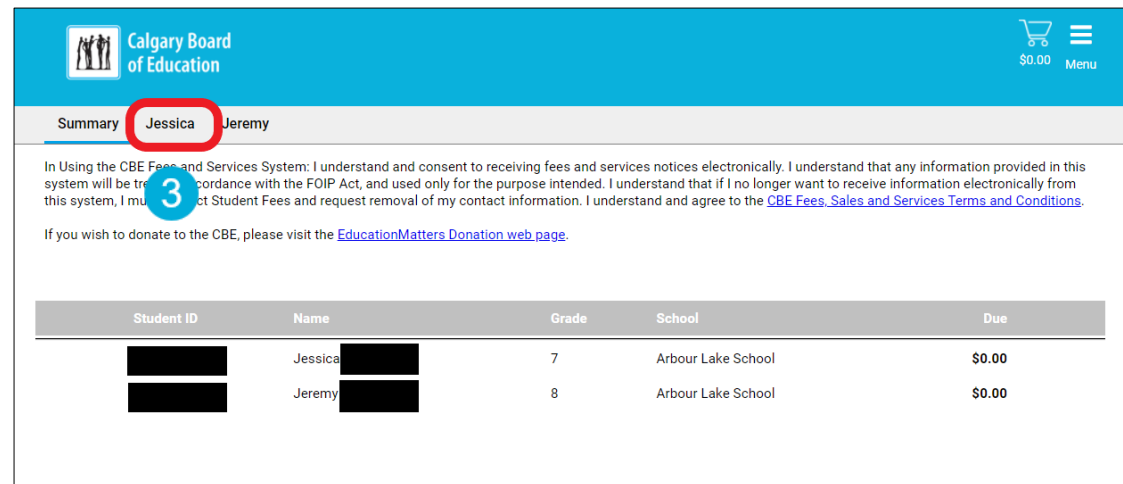 Calgary Board
of Education
$0.00 Menu
Summary Jessica Jeremy
In Using the CBE Fees and Services System: I understand and consent to receiving fees and services notices electronically. I understand that any information provided in this
system will be ccordance with the FOIP Act, and used only for the purpose intended. I understand that if I no longer want to receive information electronically from
this system, I 3 Student Fees and request removal of my contact information. I understand and agree to the CBE Fees, Sales and Services Terms and Conditions.
If you wish to donate to the CBE, please visit the EducationMatters Donation web page.
Student ID Name Grade School Due
Jessica 7 Arbour Lake School $0.00
Jeremy 8 Arbour Lake School $0.00